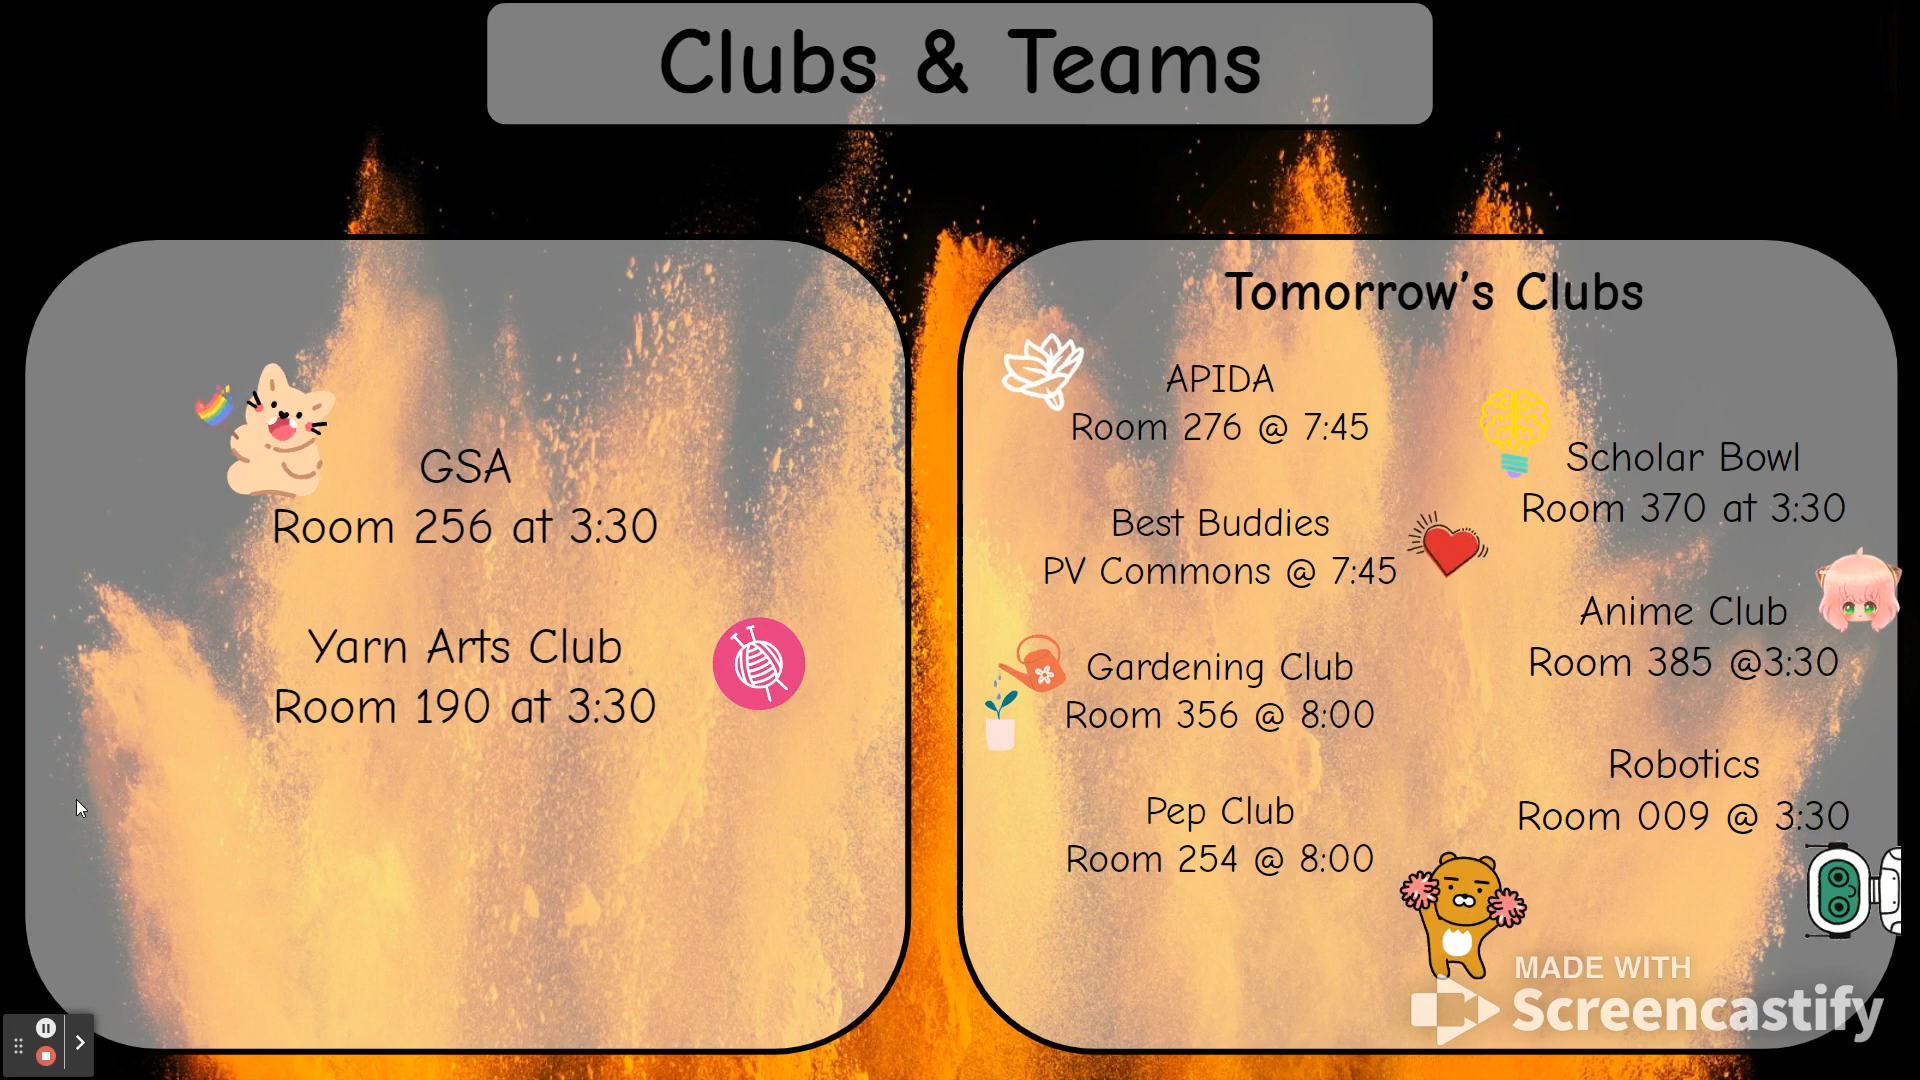 Clubs & Teams
GSA
Room 256 at 3:30
Yarn Arts Club
Room 190 at 3:30
Tomorrow's Clubs
APIDA
Room 276 @ 7:45
Best Buddies
PV Commons @ 7:45
Gardening Club
Room 356 @ 8:00
Pep Club
Room 254 @ 8:00
Scholar Bowl
Room 370 at 3:30
Anime Club
Room 385 @3:30
Robotics
Room 009 @ 3:30
MADE WITH
Screencastify